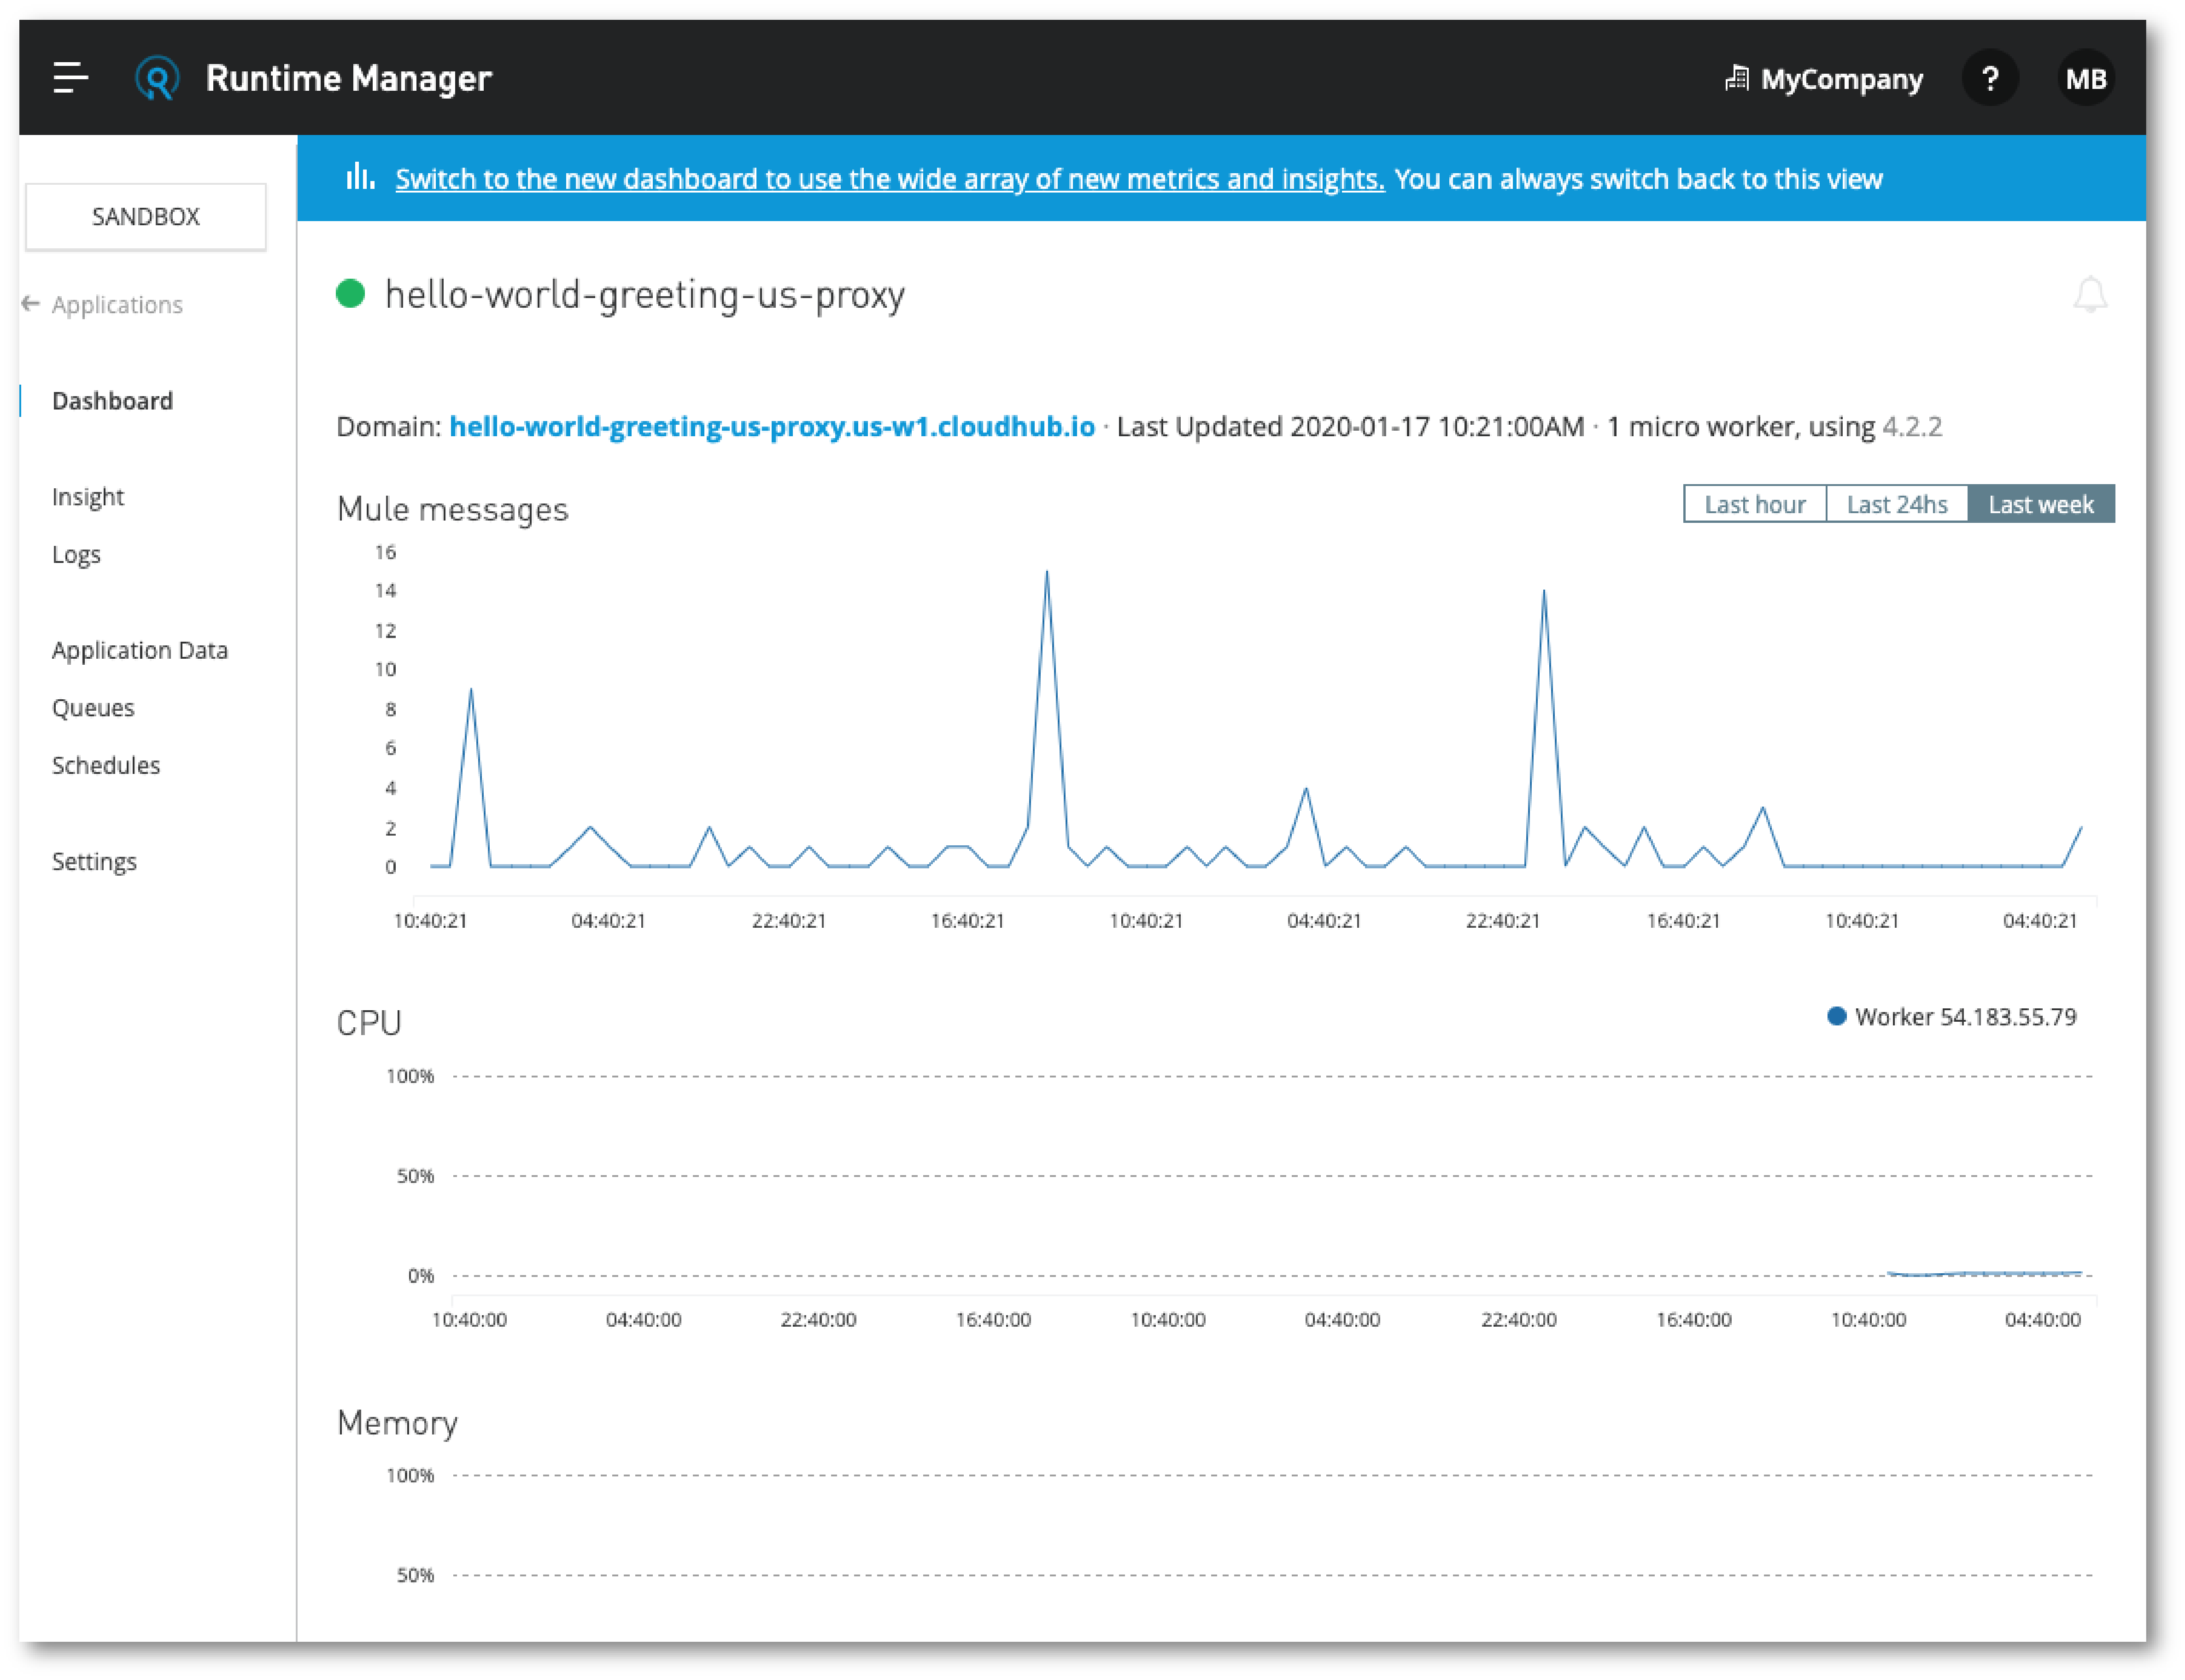 Runtime Manager
MyCompany
?
MB
Switch to the new dashboard to use the wide array of new metrics and insights. You can always switch back to this view
SANDBOX
Applications
Dashboard
Insight
Logs
Application Data
Queues
Schedules
Settings
hello-world-greeting-us-proxy
Domain: hello-world-greeting-us-proxy.us-w1.cloudhub.io · Last Updated 2020-01-17 10:21:00AM · 1 micro worker, using 4.2.2
Mule messages
Last hour Last 24hs Last week
16
14
12
10
8
6
4
2
0
10:40:21 04:40:21 22:40:21 16:40:21 10:40:21 04:40:21 22:40:21 16:40:21 10:40:21 04:40:21
CPU
Worker 54.183.55.79
100%
50%
0%
10:40:00 04:40:00 22:40:00 16:40:00 10:40:00 04:40:00 22:40:00 16:40:00 10:40:00 04:40:00
Memory
100%
50%